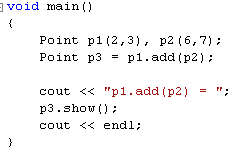 void main()
{
    Point p1(2,3), p2(6,7);
    Point p3 = p1.add(p2);
    cout << "p1.add(p2) = ";
    p3.show();
    cout << endl;
}